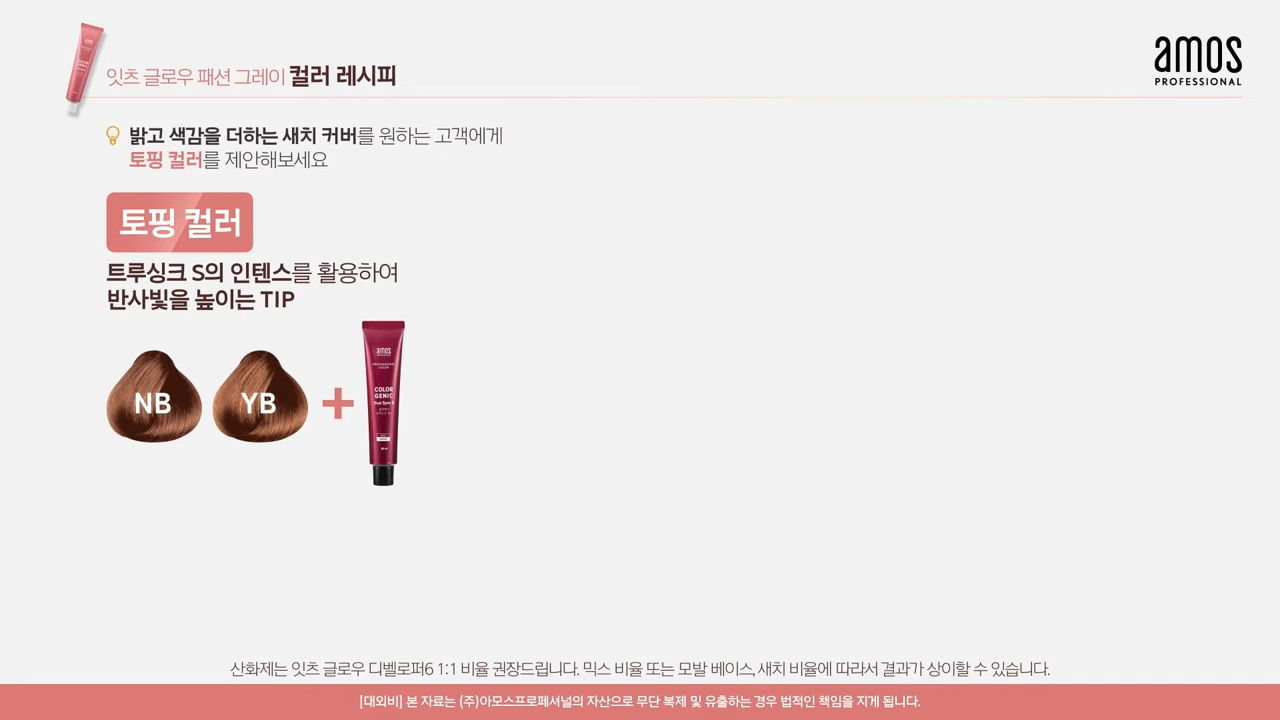 잇츠 글로우 패션 그레이 컬러 레시피
amos
PROFESSIONAL
밝고 색감을 더하는 새치 커버를 원하는 고객에게
토핑 컬러를 제안해보세요
토핑 컬러
트루싱크 S의 인텐스를 활용하여
반사빛을 높이는 TIP
NB
YB
+
amos
COLOR
GENIC
True Sync S
산화제는 잇츠 글로우 디벨로퍼6 1:1 비율 권장드립니다. 믹스 비율 또는 모발 베이스, 새치 비율에 따라서 결과가 상이할 수 있습니다.
[대외비] 본 자료는 (주)아모스프로페셔널의 자산으로 무단 복제 및 유출하는 경우 법적인 책임을 지게 됩니다.